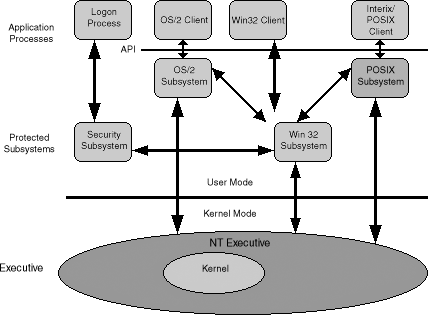 Application
Processes
Logon
Process
OS/2 Client
Win32 Client
Interix/
POSIX
Client
API
OS/2
Subsystem
POSIX
Subsystem
Protected
Subsystems
Security
Subsystem
Win 32
Subsystem
User Mode
Kernel Mode
NT Executive
Executive
Kernel